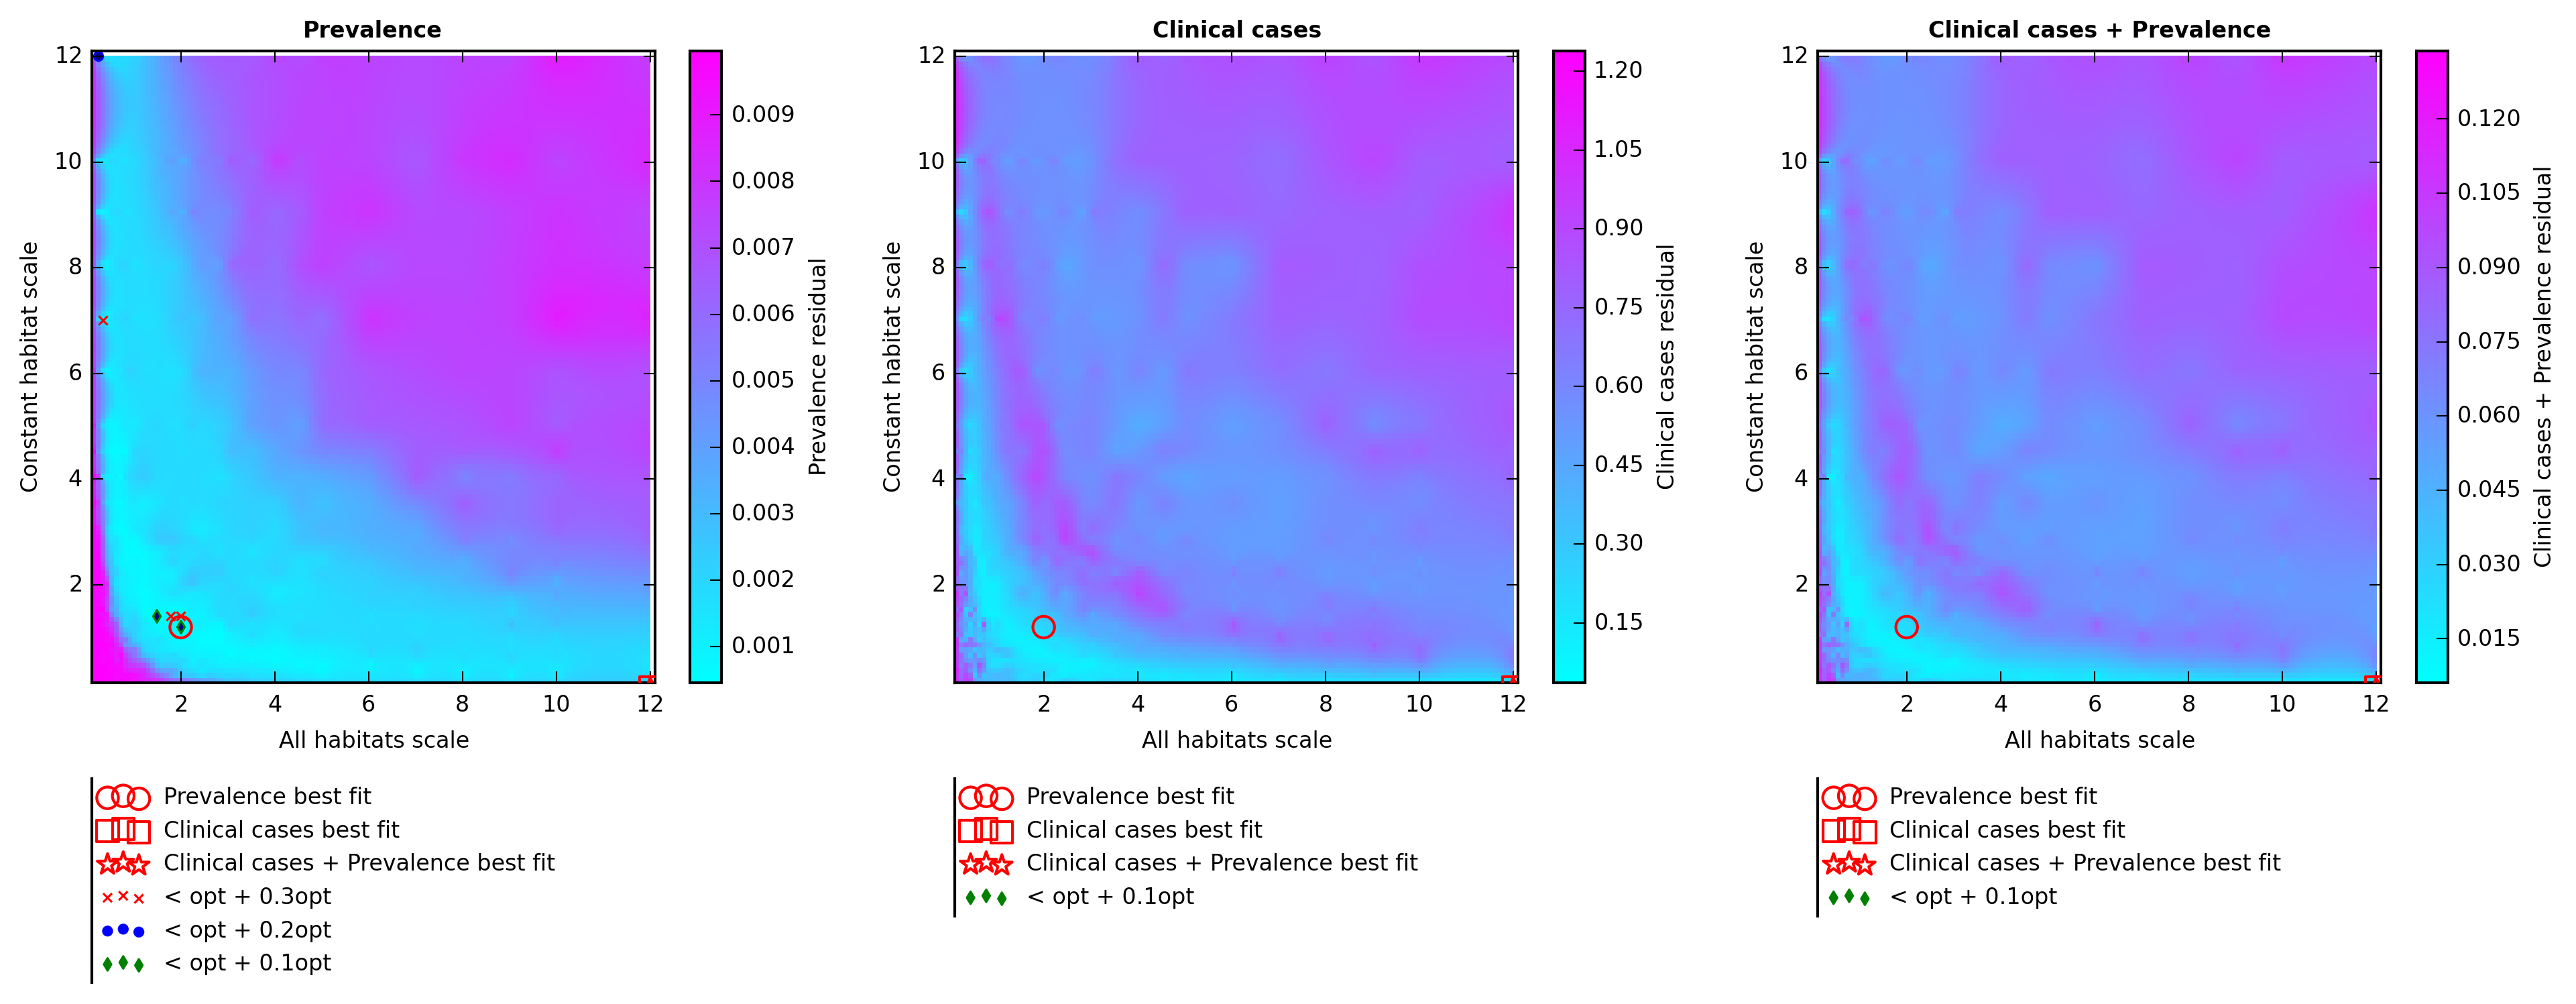 Prevalence
12
10
8
6
4
2
Constant habitat scale
2 4 6 8 10 12
All habitats scale
0.009
0.008
0.007
0.006
0.005
0.004
0.003
0.002
0.001
Prevalence residual
Prevalence best fit
Clinical cases best fit
Clinical cases + Prevalence best fit
< opt + 0.3opt
< opt + 0.2opt
< opt + 0.1opt
Clinical cases
12
10
8
6
4
2
Constant habitat scale
2 4 6 8 10 12
All habitats scale
1.20
1.05
0.90
0.75
0.60
0.45
0.30
0.15
Clinical cases residual
Prevalence best fit
Clinical cases best fit
Clinical cases + Prevalence best fit
< opt + 0.1opt
Clinical cases + Prevalence
12
10
8
6
4
2
Constant habitat scale
2 4 6 8 10 12
All habitats scale
0.120
0.105
0.090
0.075
0.060
0.045
0.030
0.015
Clinical cases + Prevalence residual
Prevalence best fit
Clinical cases best fit
Clinical cases + Prevalence best fit
< opt + 0.1opt